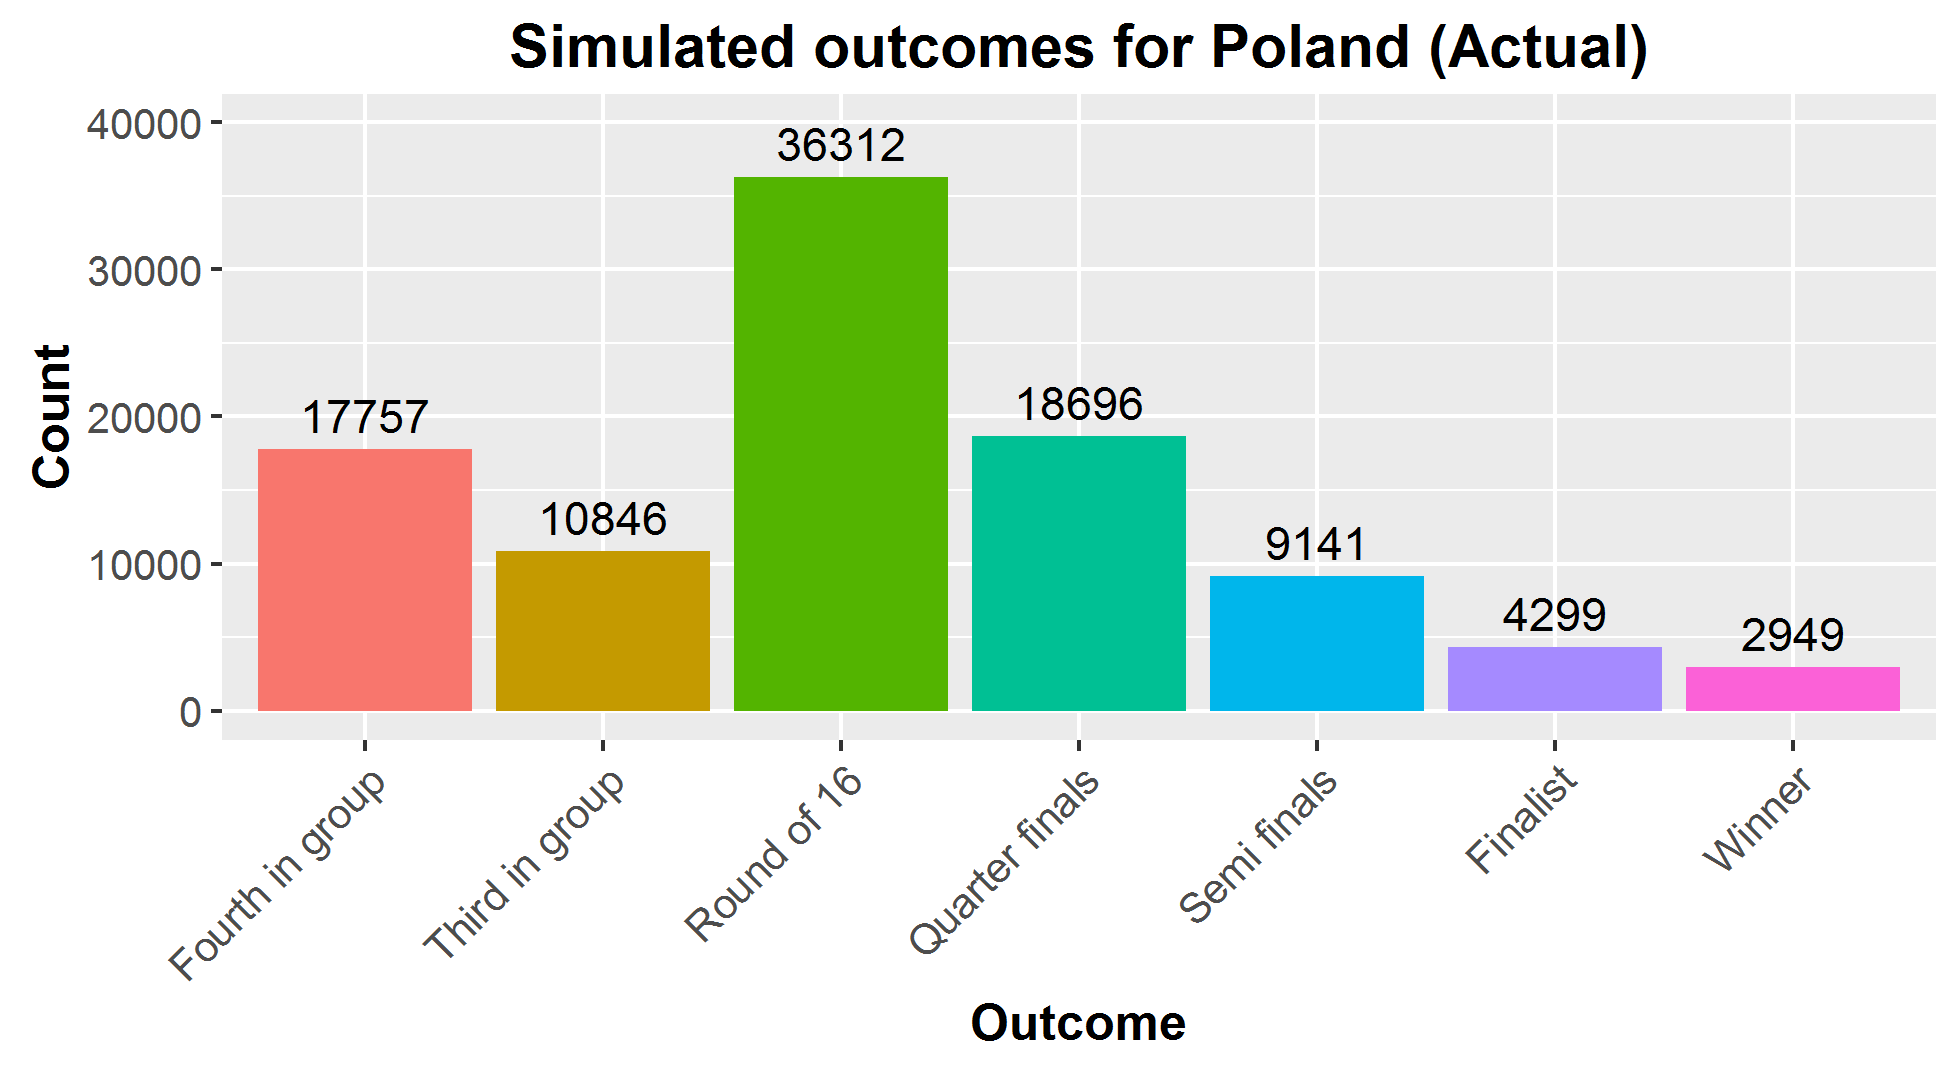 Simulated outcomes for Poland (Actual)
Count
40000
30000
20000
10000
0
17757
10846
36312
18696
9141
4299
2949
Fourth in group
Third in group
Round of 16
Quarter finals
Semi finals
Finalist
Winner
Outcome